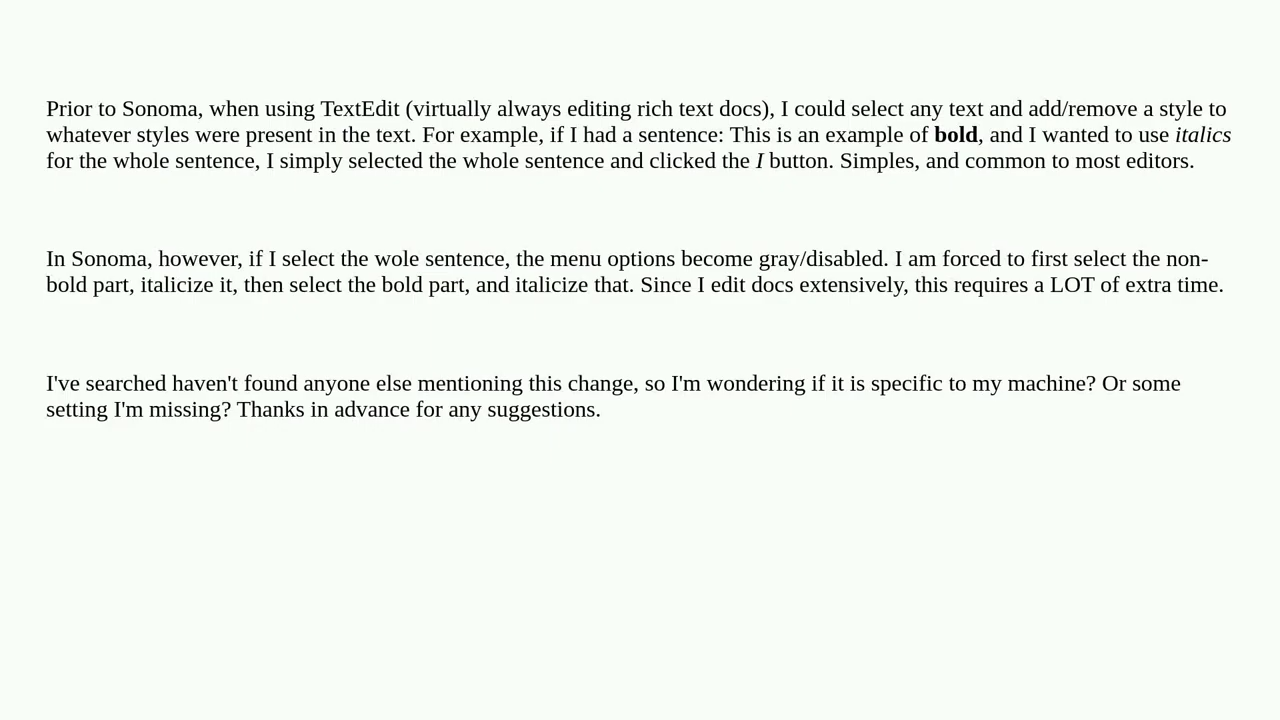 Prior to Sonoma, when using TextEdit (virtually always editing rich text docs), I could select any text and add/remove a style to
whatever styles were present in the text. For example, if I had a sentence: This is an example of bold, and I wanted to use italics
for the whole sentence, I simply selected the whole sentence and clicked the I button. Simples, and common to most editors.
In Sonoma, however, if I select the wole sentence, the menu options become gray/disabled. I am forced to first select the non-
bold part, italicize it, then select the bold part, and italicize that. Since I edit docs extensively, this requires a LOT of extra time.
I've searched haven't found anyone else mentioning this change, so I'm wondering if it is specific to my machine? Or some
setting I'm missing? Thanks in advance for any suggestions.